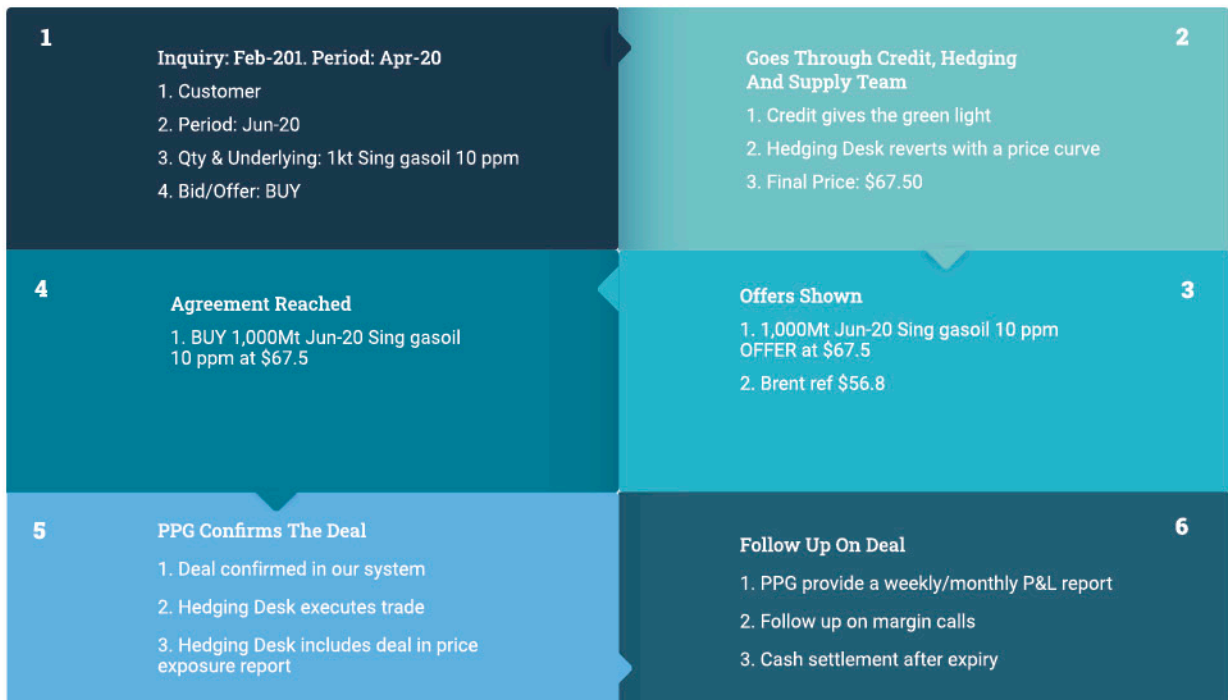 1
Inquiry: Feb-201. Period: Apr-20
1. Customer
2. Period: Jun-20
3. Qty & Underlying: 1kt Sing gasoil 10 ppm
4. Bid/Offer: BUY
2
Goes Through Credit, Hedging
And Supply Team
1. Credit gives the green light
2. Hedging Desk reverts with a price curve
3. Final Price: $67.50
3
Offers Shown
1. 1,000Mt Jun-20 Sing gasoil 10 ppm
OFFER at $67.5
2. Brent ref $56.8
4
Agreement Reached
1. BUY 1,000Mt Jun-20 Sing gasoil
10 ppm at $67.5
5
PPG Confirms The Deal
1. Deal confirmed in our system
2. Hedging Desk executes trade
3. Hedging Desk includes deal in price
exposure report
6
Follow Up On Deal
1. PPG provide a weekly/monthly P&L report
2. Follow up on margin calls
3. Cash settlement after expiry